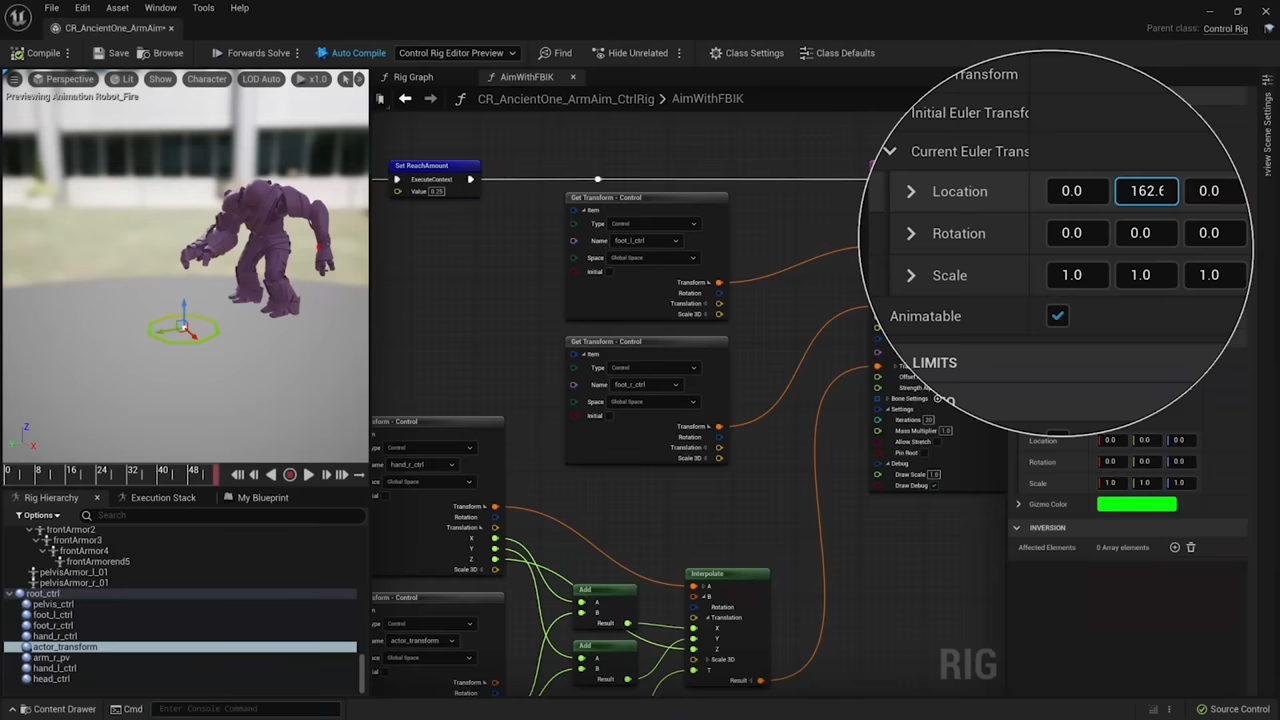 File Edit Asset Window Tools Help
CR_AncientOne_ArmAim*
Parent class: Control Rig
Compile Save Browse Forwards Solve Auto Compile Control Rig Editor Preview Find Hide Unrelated Class Settings Class Defaults
Perspective Lit Show Character LOD Auto x1.0
Previewing Animation Robot_Fire
Rig Graph AimWithFBIK
CR_AncientOne_ArmAim_CtrlRig > AimWithFBIK
Set ReachAmount
ExecuteContext
Value 0.25
Get Transform - Control
Item
Type Control
Name foot_l_ctrl
Space Global Space
Initial
Transform
Rotation
Translation
Scale 3D
Get Transform - Control
Item
Type Control
Name foot_r_ctrl
Space Global Space
Initial
Transform
Rotation
Translation
Scale 3D
Control
hand_r_ctrl
Global Space
Transform
Rotation
Translation
X
Y
Z
Scale 3D
Control
actor_transform
Global Space
Transform
Rotation
Add
A
B
Result
Add
A
B
Result
Interpolate
A
B
Rotation
Translation
X
Y
Z
Scale 3D
T
Result
Initial Euler Transfo
Current Euler Trans
Location 0.0 162.6 0.0
Rotation 0.0 0.0 0.0
Scale 1.0 1.0 1.0
Animatable
LIMITS
Bone Settings
Settings
Iterations 20
Mass Multiplier 1.0
Allow Stretch
Pin Root
Debug
Draw Scale 1.0
Draw Debug
Location 0.0 0.0 0.0
Rotation 0.0 0.0 0.0
Scale 1.0 1.0 1.0
Gizmo Color
INVERSION
Affected Elements 0 Array elements
RIG
Z
Y
X
0 8 16 24 32 40 48
Rig Hierarchy Execution Stack My Blueprint
Options Search
frontArmor2
frontArmor3
frontArmor4
frontArmorend5
pelvisArmor_l_01
pelvisArmor_r_01
root_ctrl
pelvis_ctrl
foot_l_ctrl
foot_r_ctrl
hand_r_ctrl
actor_transform
arm_r_pv
hand_l_ctrl
head_ctrl
Content Drawer Cmd Enter Console Command Source Control